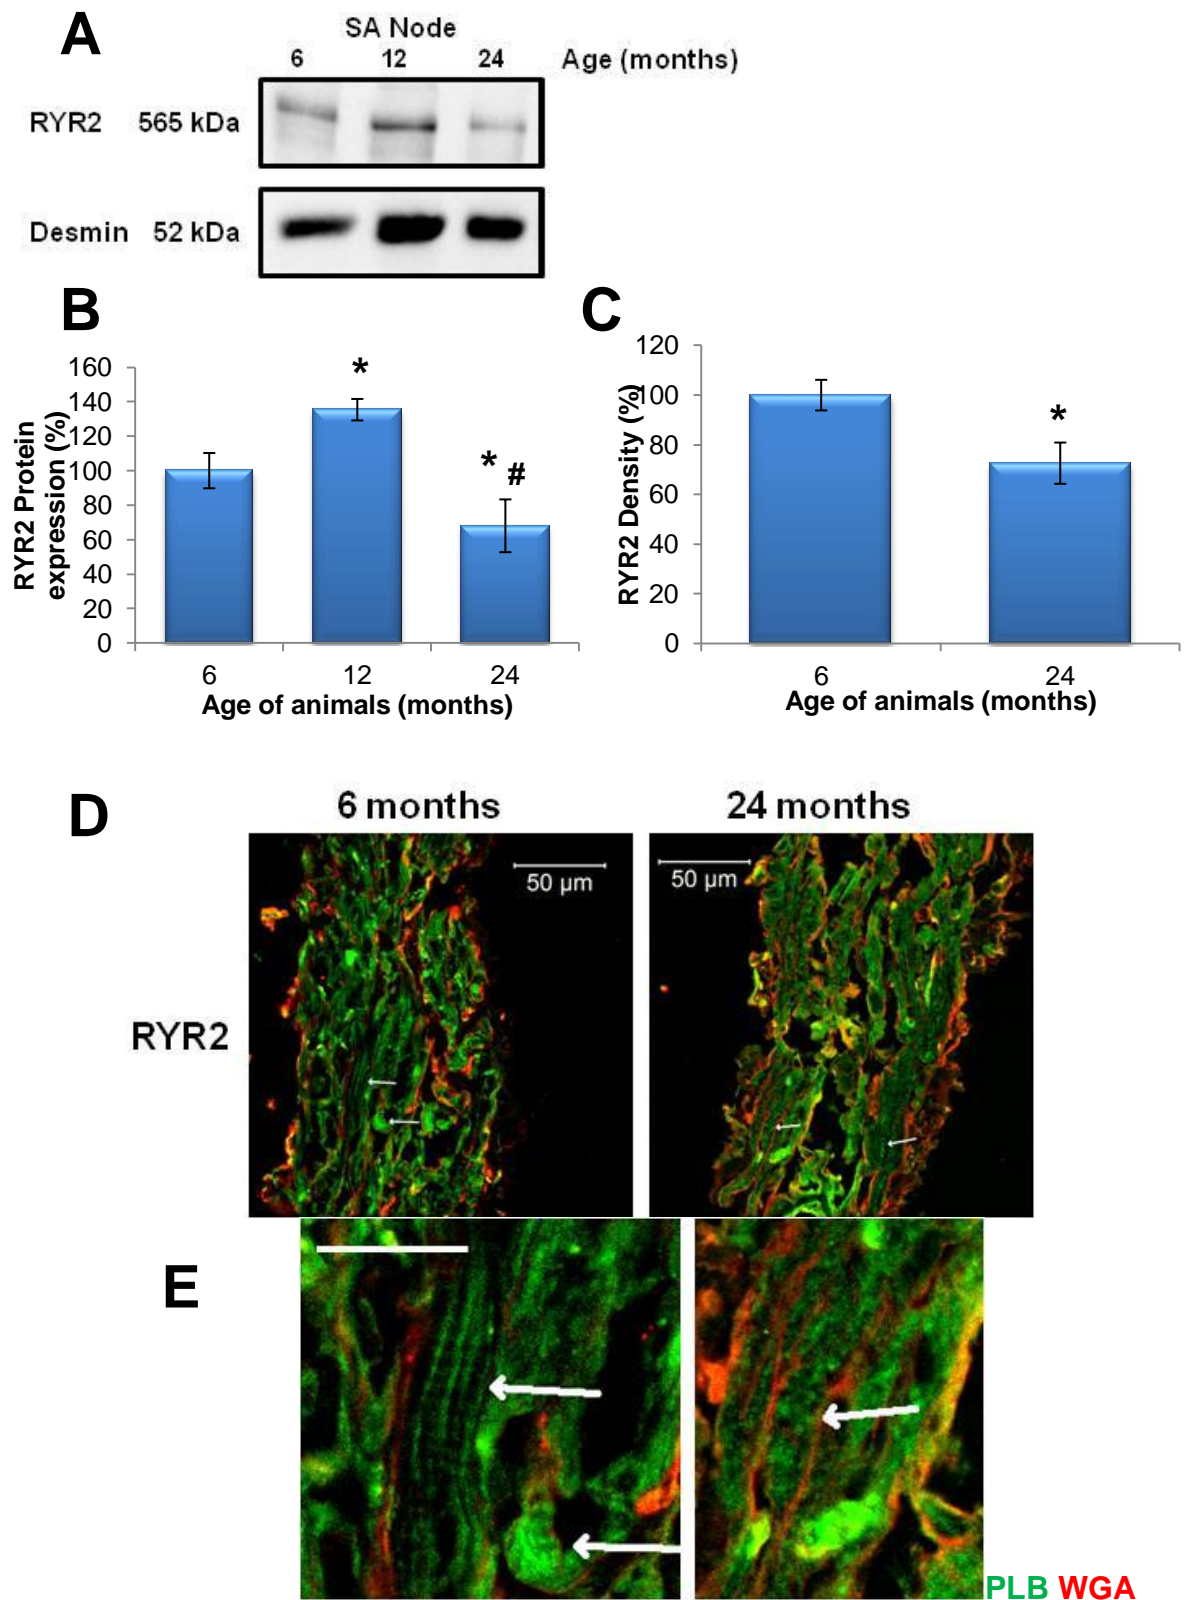 A
SA Node
6 12 24 Age (months)
RYR2 565 kDa
Desmin 52 kDa
B
160
140
120
100
80
60
40
20
0
RYR2 Protein
expression (%)
*
* #
6 12 24
Age of animals (months)
C
120
100
80
60
40
20
0
RYR2 Density (%)
*
6 24
Age of animals (months)
D
6 months 24 months
50 µm 50 µm
RYR2
E
PLB WGA